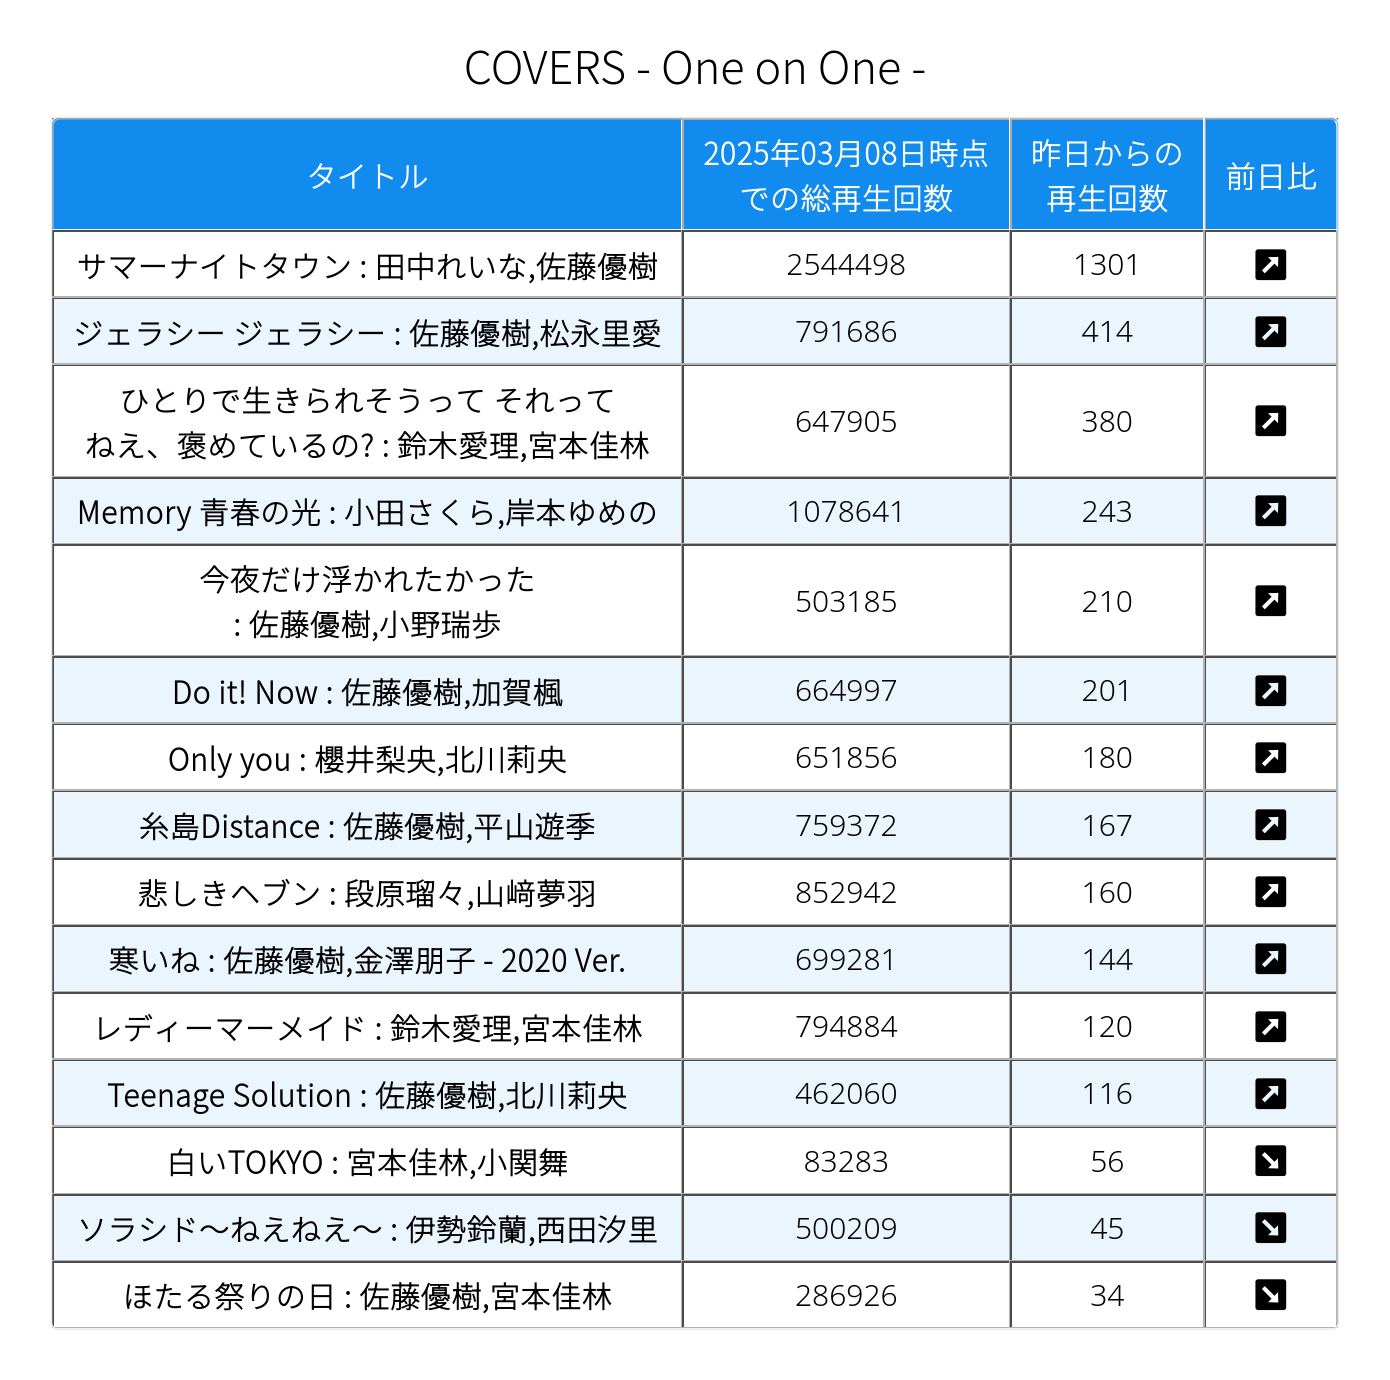 COVERS - One on One -
タイトル
2025年03月08日時点
での総再生回数
昨日からの
再生回数
前日比
サマーナイトタウン : 田中れいな,佐藤優樹
2544498
1301
ジェラシー ジェラシー : 佐藤優樹,松永里愛
791686
414
ひとりで生きられそうって それって
ねえ、褒めているの? : 鈴木愛理,宮本佳林
647905
380
Memory 青春の光 : 小田さくら,岸本ゆめの
1078641
243
今夜だけ浮かれたかった
: 佐藤優樹,小野瑞歩
503185
210
Do it! Now : 佐藤優樹,加賀楓
664997
201
Only you : 櫻井梨央,北川莉央
651856
180
糸島Distance : 佐藤優樹,平山遊季
759372
167
悲しきヘブン : 段原瑠々,山﨑夢羽
852942
160
寒いね : 佐藤優樹,金澤朋子 - 2020 Ver.
699281
144
レディーマーメイド : 鈴木愛理,宮本佳林
794884
120
Teenage Solution : 佐藤優樹,北川莉央
462060
116
白いTOKYO : 宮本佳林,小関舞
83283
56
ソラシド〜ねえねえ〜 : 伊勢鈴蘭,西田汐里
500209
45
ほたる祭りの日 : 佐藤優樹,宮本佳林
286926
34